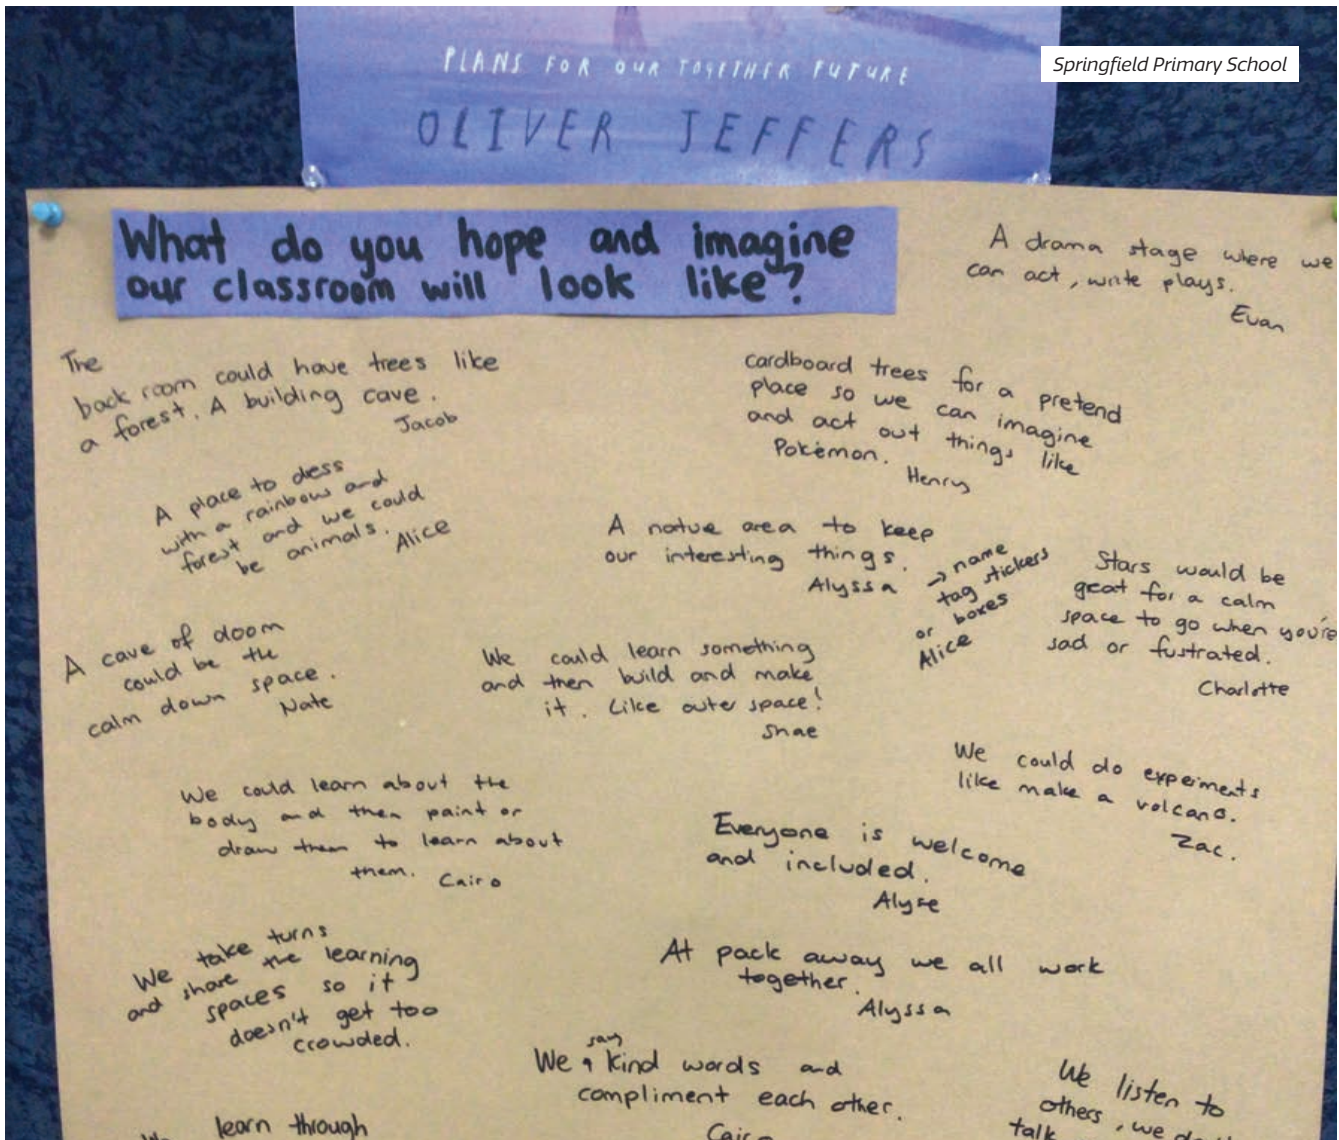 PLANS FOR OUR TOGETHER FUTURE
OLIVER JEFFERS
Springfield Primary School
What do you hope and imagine
our classroom will look like?
A drama stage where we
can act, write plays.
Evan
The
back room could have trees like
a forest. A building cave.
Jacob
cardboard trees for a pretend
place so we can imagine
and act out things like
Pokémon.
Henry
A place to dess
with a rainbow and
forest and we could
be animals.
Alice
A natue area to keep
our interesting things.
Alyssa
→ name
tag stickers
or boxes
Alice
Stars would be
great for a calm
space to go when you're
sad or fustrated.
Charlotte
A cave of doom
could be the
calm down space.
Nate
We could learn something
and then build and make
it. Like outer space!
Shae
We could do experiments
like make a volcano.
Zac.
We could learn about the
body and then paint or
draw them to learn about
them.
Cairo
Everyone is welcome
and included.
Alyse
We take turns
and share the learning
spaces so it
doesn't get too
crowded.
At pack away we all work
together.
Alyssa
We say kind words and
compliment each other.
Cairo
We listen to
others, we
talk
learn through